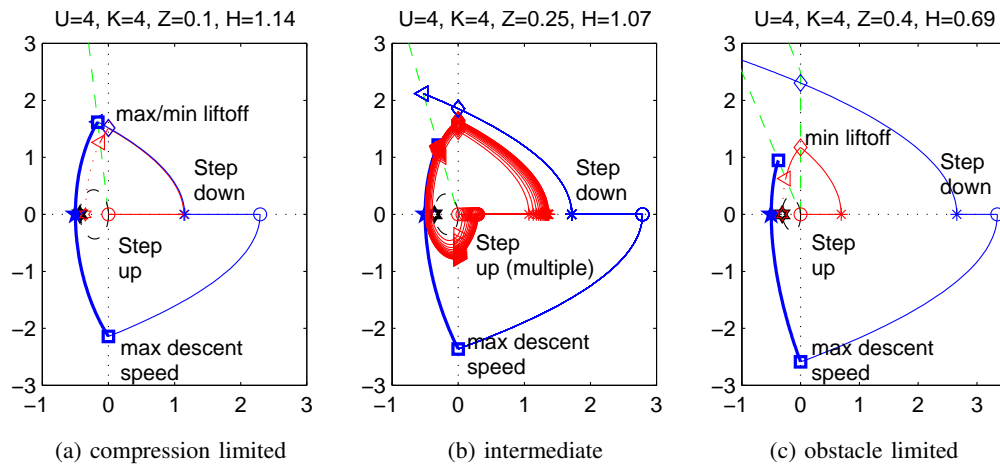 U=4, K=4, Z=0.1, H=1.14
U=4, K=4, Z=0.25, H=1.07
U=4, K=4, Z=0.4, H=0.69
3
2
1
0
−1
−2
−3
−1
0
1
2
3
max/min liftoff
Step
down
Step
up
max descent
speed
(a) compression limited
3
2
1
0
−1
−2
−3
−1
0
1
2
3
Step
down
Step
up (multiple)
max descent
speed
(b) intermediate
3
2
1
0
−1
−2
−3
−1
0
1
2
3
min liftoff
Step
down
Step
up
max descent
speed
(c) obstacle limited